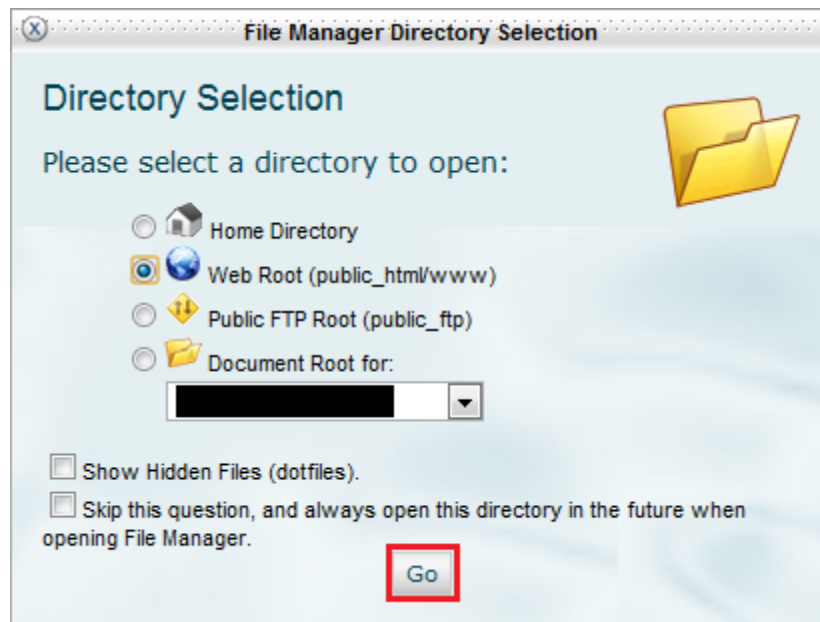 File Manager Directory Selection
Directory Selection
Please select a directory to open:
Home Directory
Web Root (public_html/www)
Public FTP Root (public_ftp)
Document Root for:
Show Hidden Files (dotfiles).
Skip this question, and always open this directory in the future when
opening File Manager.
Go